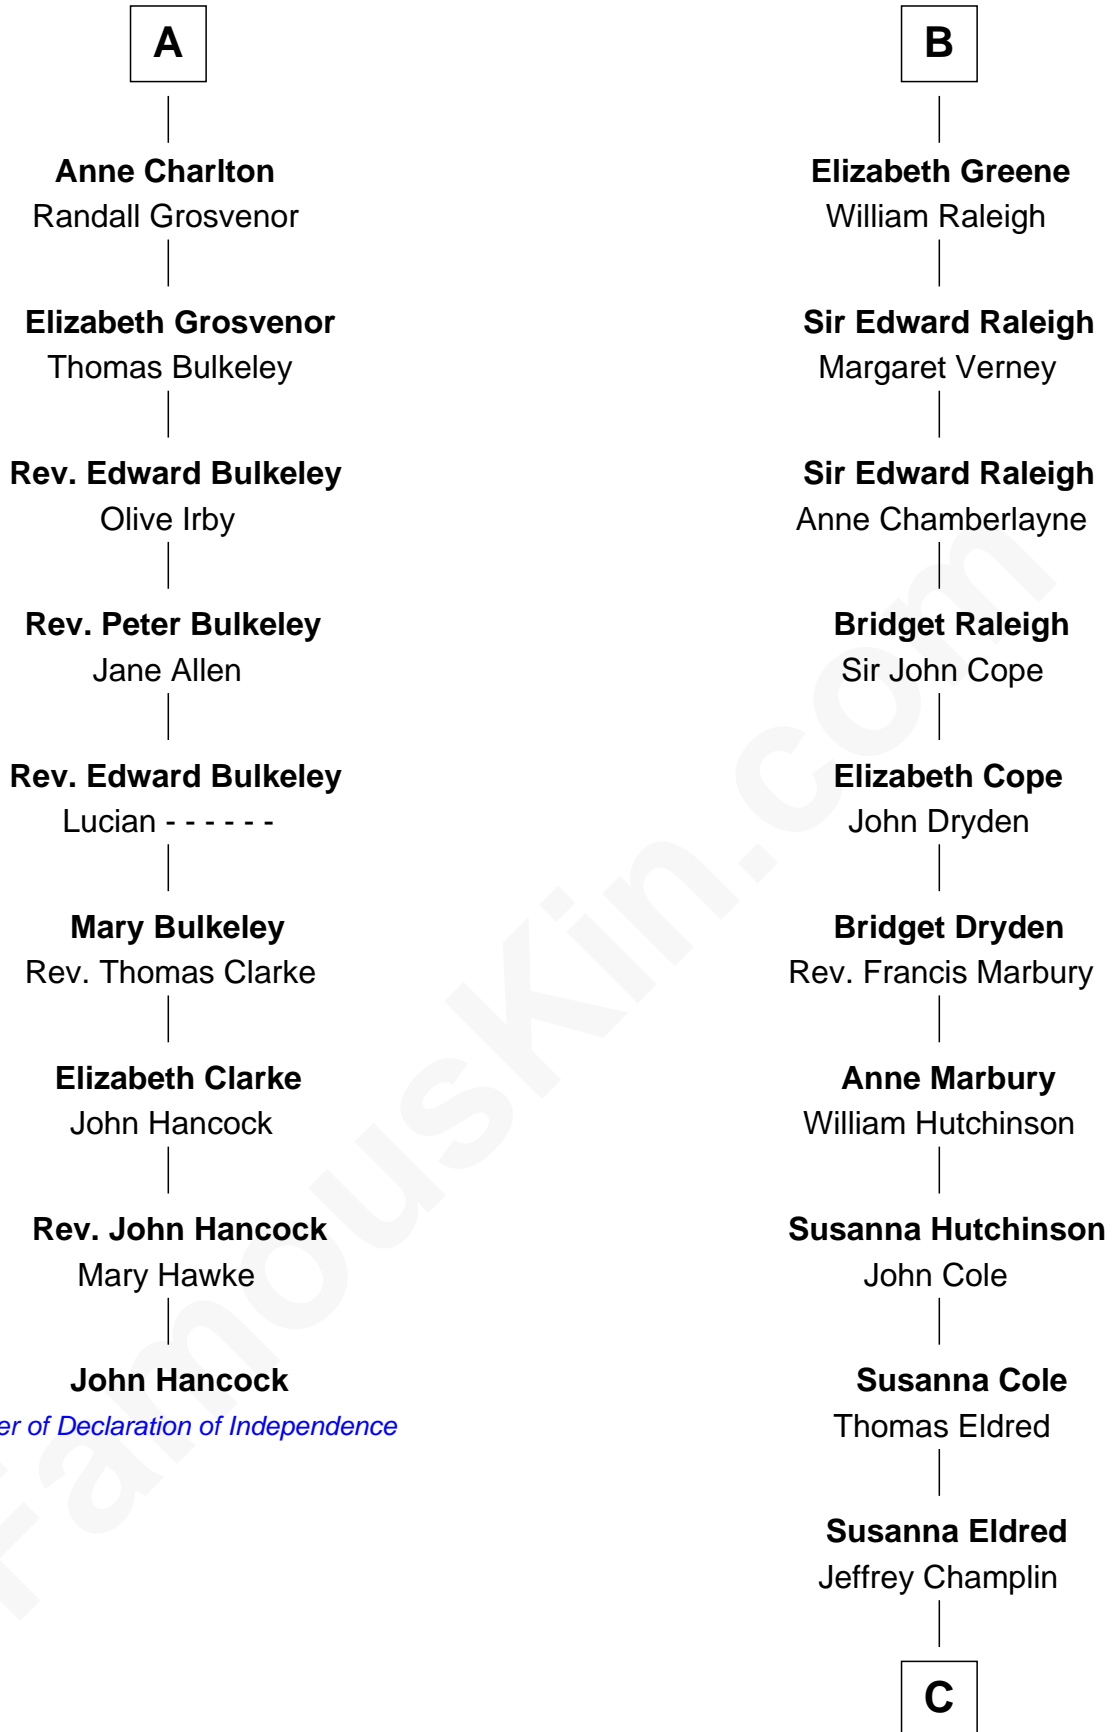 A
Anne Charlton
Randall Grosvenor
Elizabeth Grosvenor
Thomas Bulkeley
Rev. Edward Bulkeley
Olive Irby
Rev. Peter Bulkeley
Jane Allen
Rev. Edward Bulkeley
Lucian - - - - - -
Mary Bulkeley
Rev. Thomas Clarke
Elizabeth Clarke
John Hancock
Rev. John Hancock
Mary Hawke
John Hancock
er of Declaration of Independence
B
Elizabeth Greene
William Raleigh
Sir Edward Raleigh
Margaret Verney
Sir Edward Raleigh
Anne Chamberlayne
Bridget Raleigh
Sir John Cope
Elizabeth Cope
John Dryden
Bridget Dryden
Rev. Francis Marbury
Anne Marbury
William Hutchinson
Susanna Hutchinson
John Cole
Susanna Cole
Thomas Eldred
Susanna Eldred
Jeffrey Champlin
C
FamousKin.com